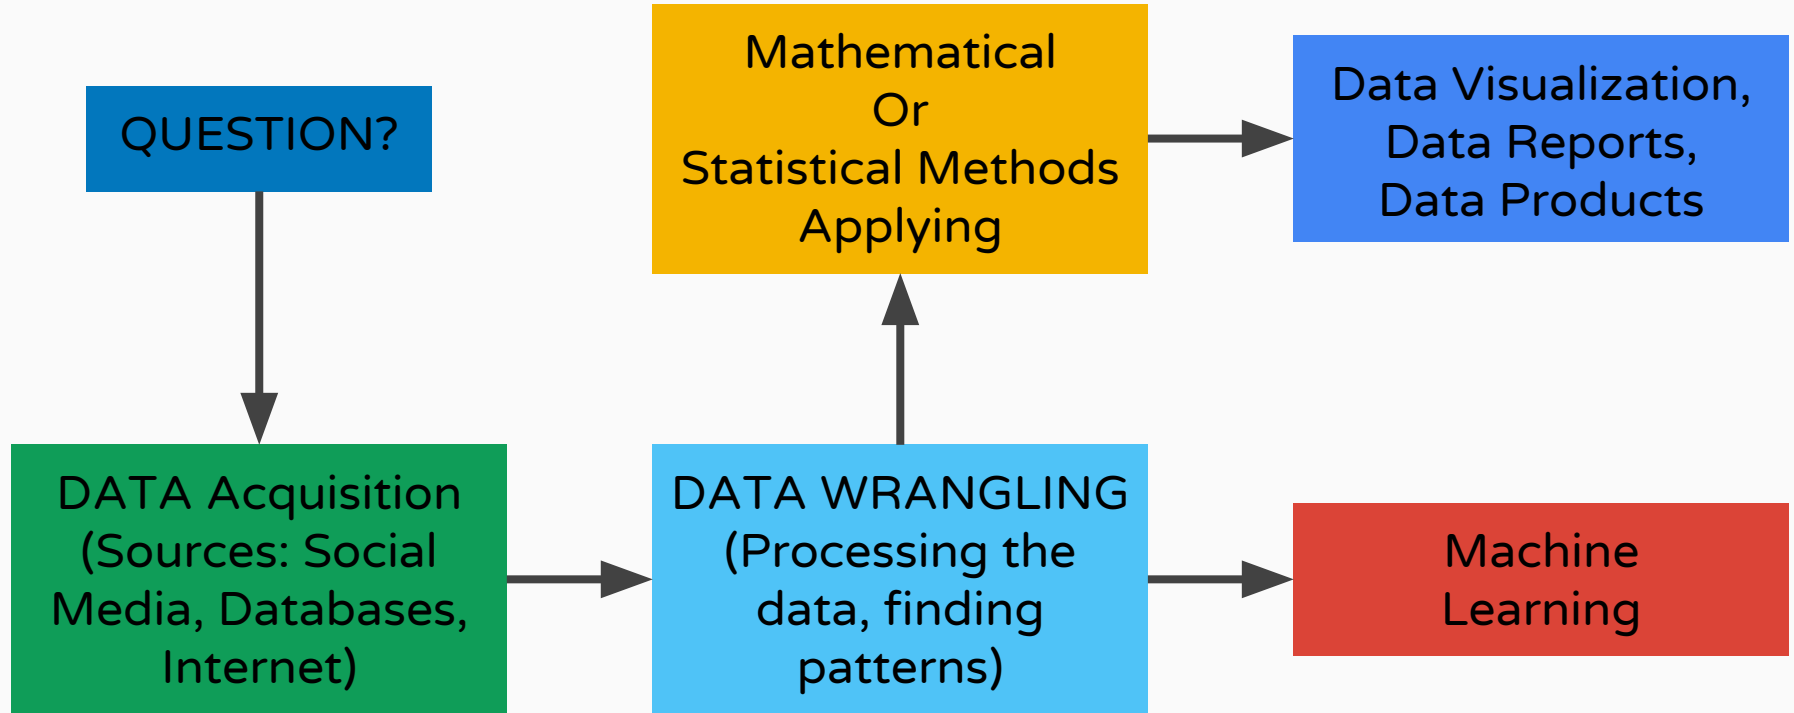 QUESTION?
DATA Acquisition
(Sources: Social
Media, Databases,
Internet)
DATA WRANGLING
(Processing the
data, finding
patterns)
Mathematical
Or
Statistical Methods
Applying
Data Visualization,
Data Reports,
Data Products
Machine
Learning